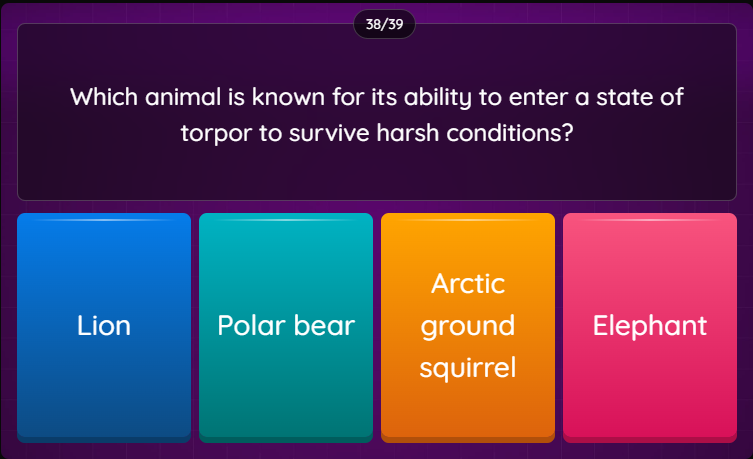 38/39
Which animal is known for its ability to enter a state of
torpor to survive harsh conditions?
Lion
Polar bear
Arctic
ground
squirrel
Elephant